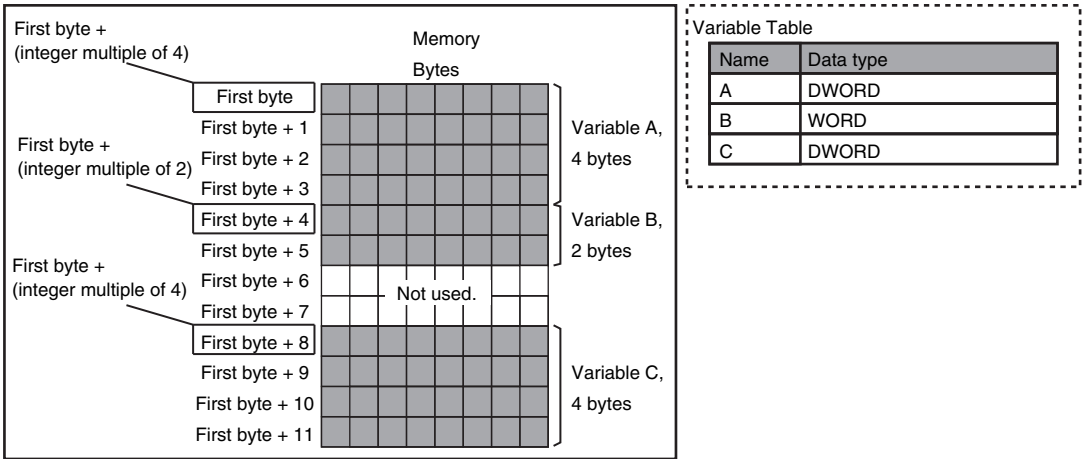 First byte +
(integer multiple of 4)
Memory
Bytes
First byte
First byte + 1
First byte + 2
First byte + 3
Variable A,
4 bytes
First byte +
(integer multiple of 2)
First byte + 4
First byte + 5
Variable B,
2 bytes
First byte +
(integer multiple of 4)
First byte + 6
First byte + 7
Not used.
First byte + 8
First byte + 9
First byte + 10
First byte + 11
Variable C,
4 bytes
Variable Table
Name Data type
A DWORD
B WORD
C DWORD